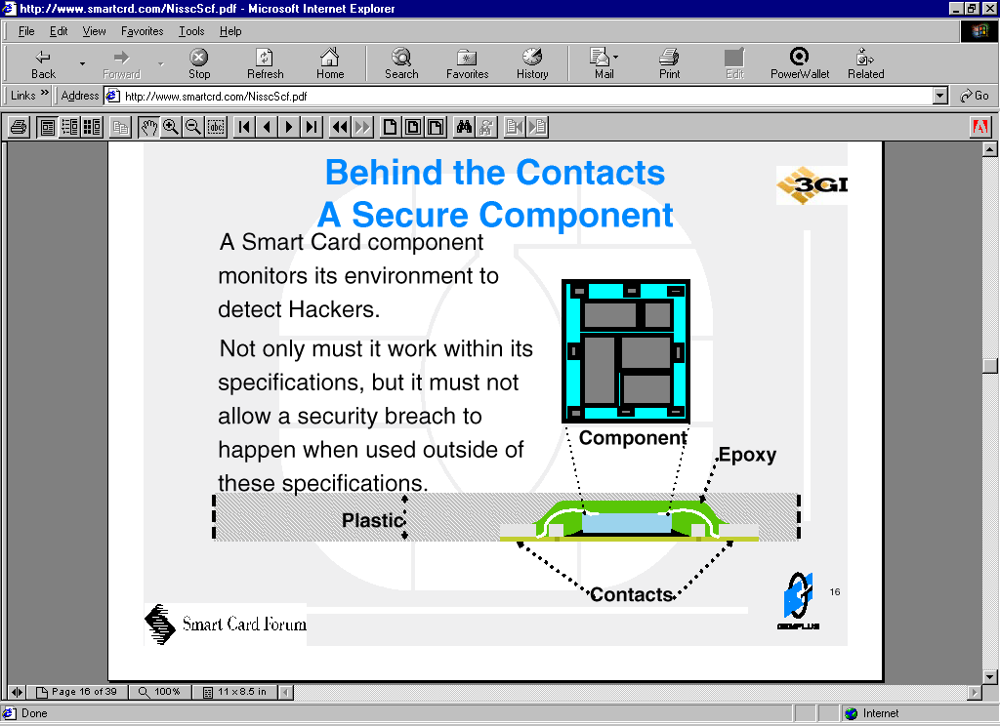 http://www.smartcrd.com/NisscScf.pdf - Microsoft Internet Explorer
File Edit View Favorites Tools Help
Back Forward Stop Refresh Home Search Favorites History Mail Print Edit PowerWallet Related
Links » Address http://www.smartcrd.com/NisscScf.pdf Go
abc
Behind the Contacts
A Secure Component
3GI
A Smart Card component
monitors its environment to
detect Hackers.
Not only must it work within its
specifications, but it must not
allow a security breach to
happen when used outside of
these specifications.
Component
Epoxy
Plastic
Contacts
16
GEMPLUS
Smart Card Forum
Page 16 of 39 100% 11 x 8.5 in
Done Internet